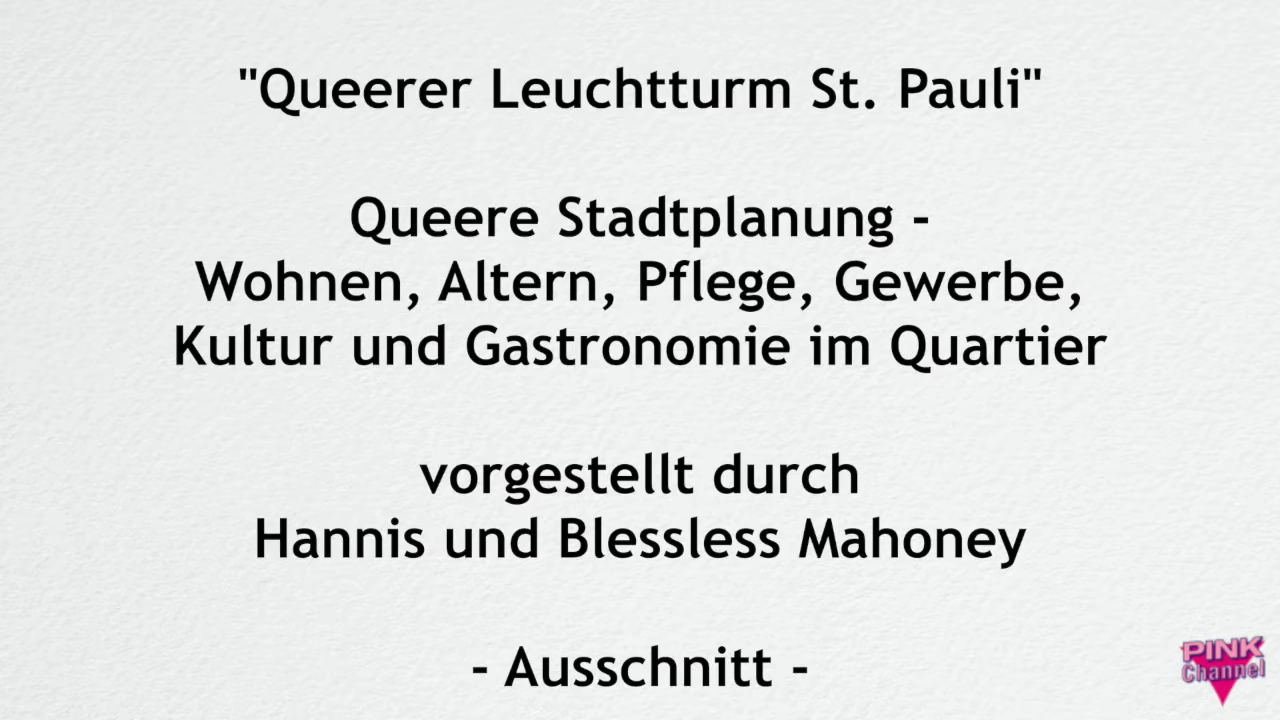 "Queerer Leuchtturm St. Pauli"
Queere Stadtplanung -
Wohnen, Altern, Pflege, Gewerbe,
Kultur und Gastronomie im Quartier
vorgestellt durch
Hannis und Blessless Mahoney
- Ausschnitt -
PINK
Channel